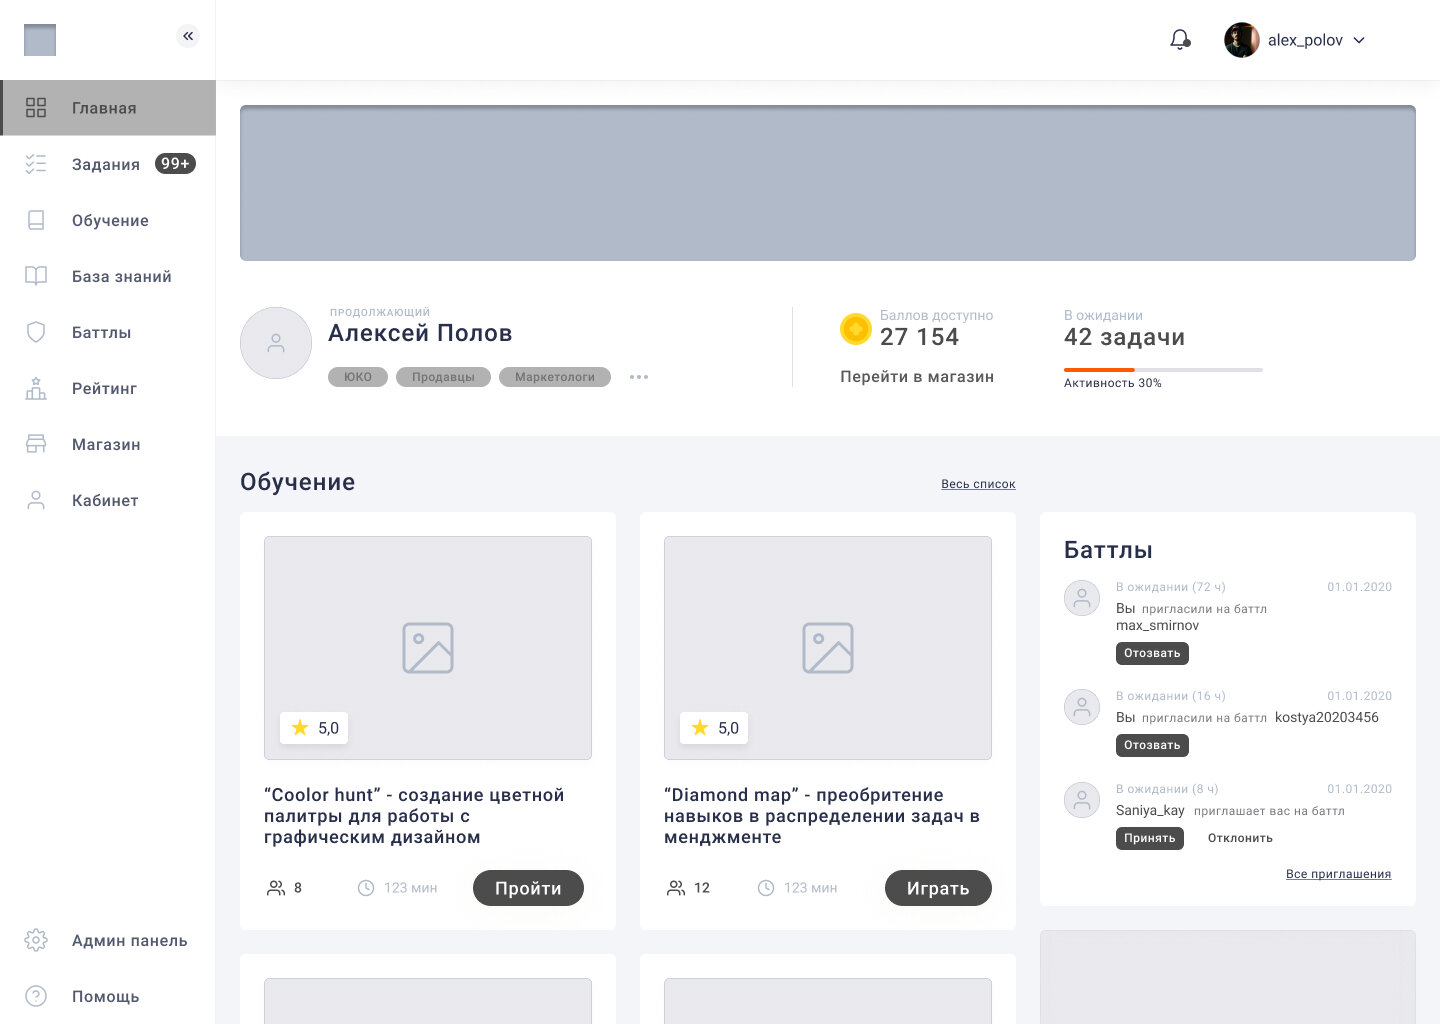 «
alex_polov
Главная
Задания 99+
Обучение
База знаний
Баттлы
Рейтинг
Магазин
Кабинет
Админ панель
Помощь
ПРОДОЛЖАЮЩИЙ
Алексей Полов
ЮКО Продавцы Маркетологи
Баллов доступно
27 154
Перейти в магазин
В ожидании
42 задачи
Активность 30%
Обучение
Весь список
5,0
“Coolor hunt” - создание цветной
палитры для работы с
графическим дизайном
8 123 мин Пройти
5,0
“Diamond map” - преобритение
навыков в распределении задач в
менджменте
12 123 мин Играть
Баттлы
В ожидании (72 ч) 01.01.2020
Вы пригласили на баттл
max_smirnov
Отозвать
В ожидании (16 ч) 01.01.2020
Вы пригласили на баттл kostya20203456
Отозвать
В ожидании (8 ч) 01.01.2020
Saniya_kay приглашает вас на баттл
Принять Отклонить
Все приглашения